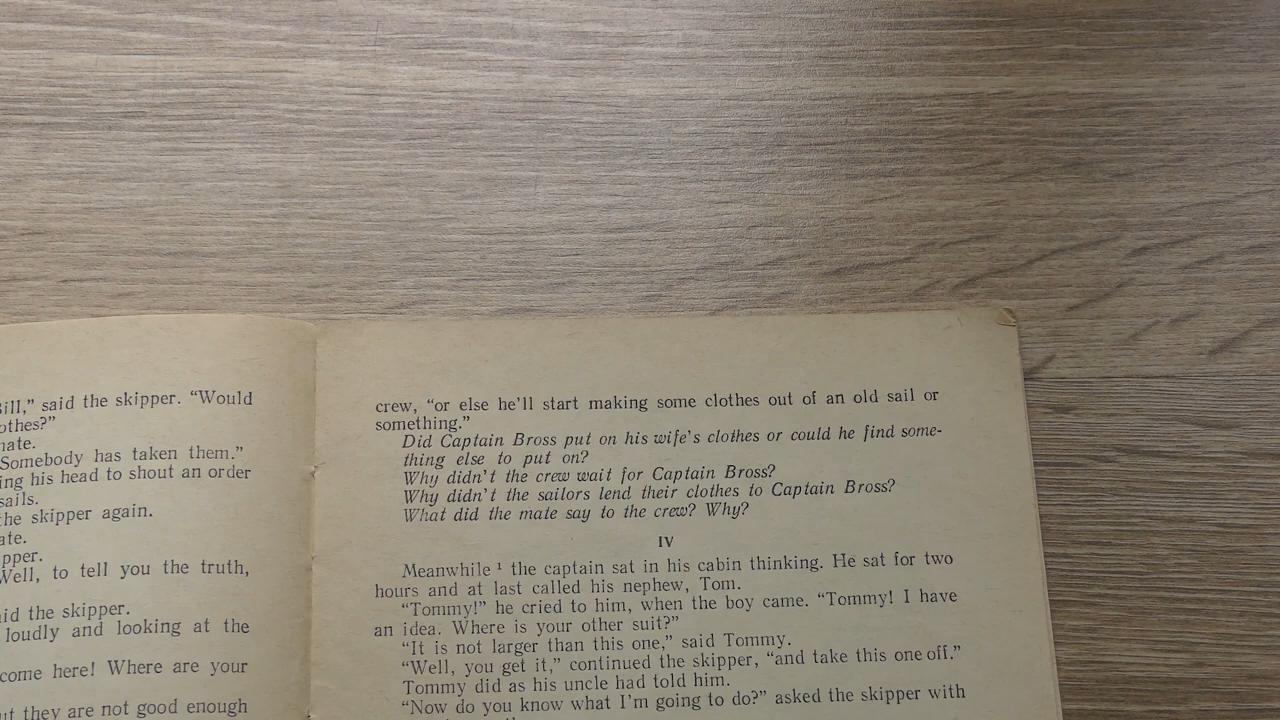 Bill," said the skipper. "Would
othes?"
mate.
Somebody has taken them."
ing his head to shout an order
sails.
the skipper again.
ate.
pper.
Well, to tell you the truth,
aid the skipper.
loudly and looking at the
come here! Where are your
ut they are not good enough
crew, "or else he'll start making some clothes out of an old sail or
something."
Did Captain Bross put on his wife's clothes or could he find some-
thing else to put on?
Why didn't the crew wait for Captain Bross?
Why didn't the sailors lend their clothes to Captain Bross?
What did the mate say to the crew? Why?
IV
Meanwhile ¹ the captain sat in his cabin thinking. He sat for two
hours and at last called his nephew, Tom.
"Tommy!" he cried to him, when the boy came. "Tommy! I have
an idea. Where is your other suit?"
"It is not larger than this one," said Tommy.
"Well, you get it," continued the skipper, "and take this one off."
Tommy did as his uncle had told him.
"Now do you know what I'm going to do?" asked the skipper with